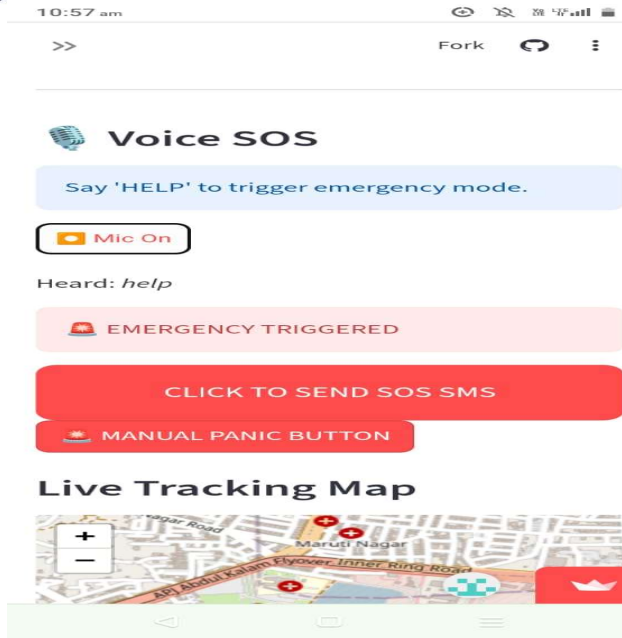 10:57 am
>> Fork
Voice SOS
Say 'HELP' to trigger emergency mode.
Mic On
Heard: help
EMERGENCY TRIGGERED
CLICK TO SEND SOS SMS
MANUAL PANIC BUTTON
Live Tracking Map
Road
+
Maruti Nagar
−
APJ Abdul Kalam Flyover Inner Ring Road